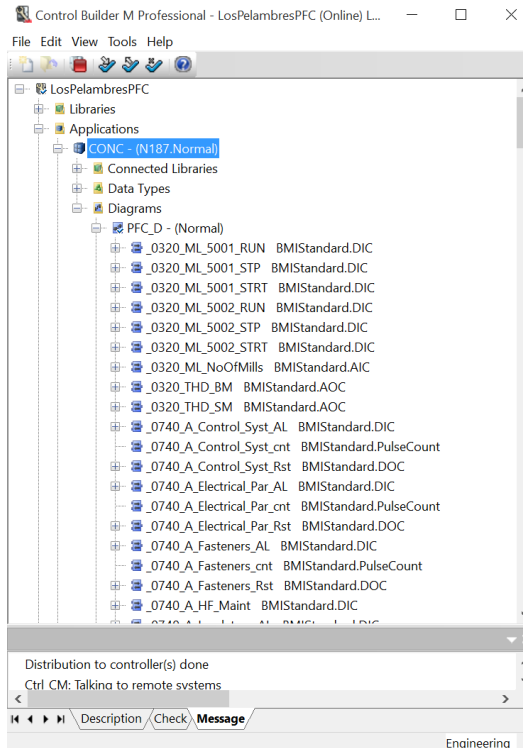 Control Builder M Professional - LosPelambresPFC (Online) L...
File Edit View Tools Help
LosPelambresPFC
Libraries
Applications
CONC - (N187.Normal)
Connected Libraries
Data Types
Diagrams
PFC_D - (Normal)
_0320_ML_5001_RUN BMIStandard.DIC
_0320_ML_5001_STP BMIStandard.DIC
_0320_ML_5001_STRT BMIStandard.DIC
_0320_ML_5002_RUN BMIStandard.DIC
_0320_ML_5002_STP BMIStandard.DIC
_0320_ML_5002_STRT BMIStandard.DIC
_0320_ML_NoOfMills BMIStandard.AIC
_0320_THD_BM BMIStandard.AOC
_0320_THD_SM BMIStandard.AOC
_0740_A_Control_Syst_AL BMIStandard.DIC
_0740_A_Control_Syst_cnt BMIStandard.PulseCount
_0740_A_Control_Syst_Rst BMIStandard.DOC
_0740_A_Electrical_Par_AL BMIStandard.DIC
_0740_A_Electrical_Par_cnt BMIStandard.PulseCount
_0740_A_Electrical_Par_Rst BMIStandard.DOC
_0740_A_Fasteners_AL BMIStandard.DIC
_0740_A_Fasteners_cnt BMIStandard.PulseCount
_0740_A_Fasteners_Rst BMIStandard.DOC
_0740_A_HF_Maint BMIStandard.DIC
Distribution to controller(s) done
Ctrl_CM: Talking to remote systems
Description Check Message
Engineering